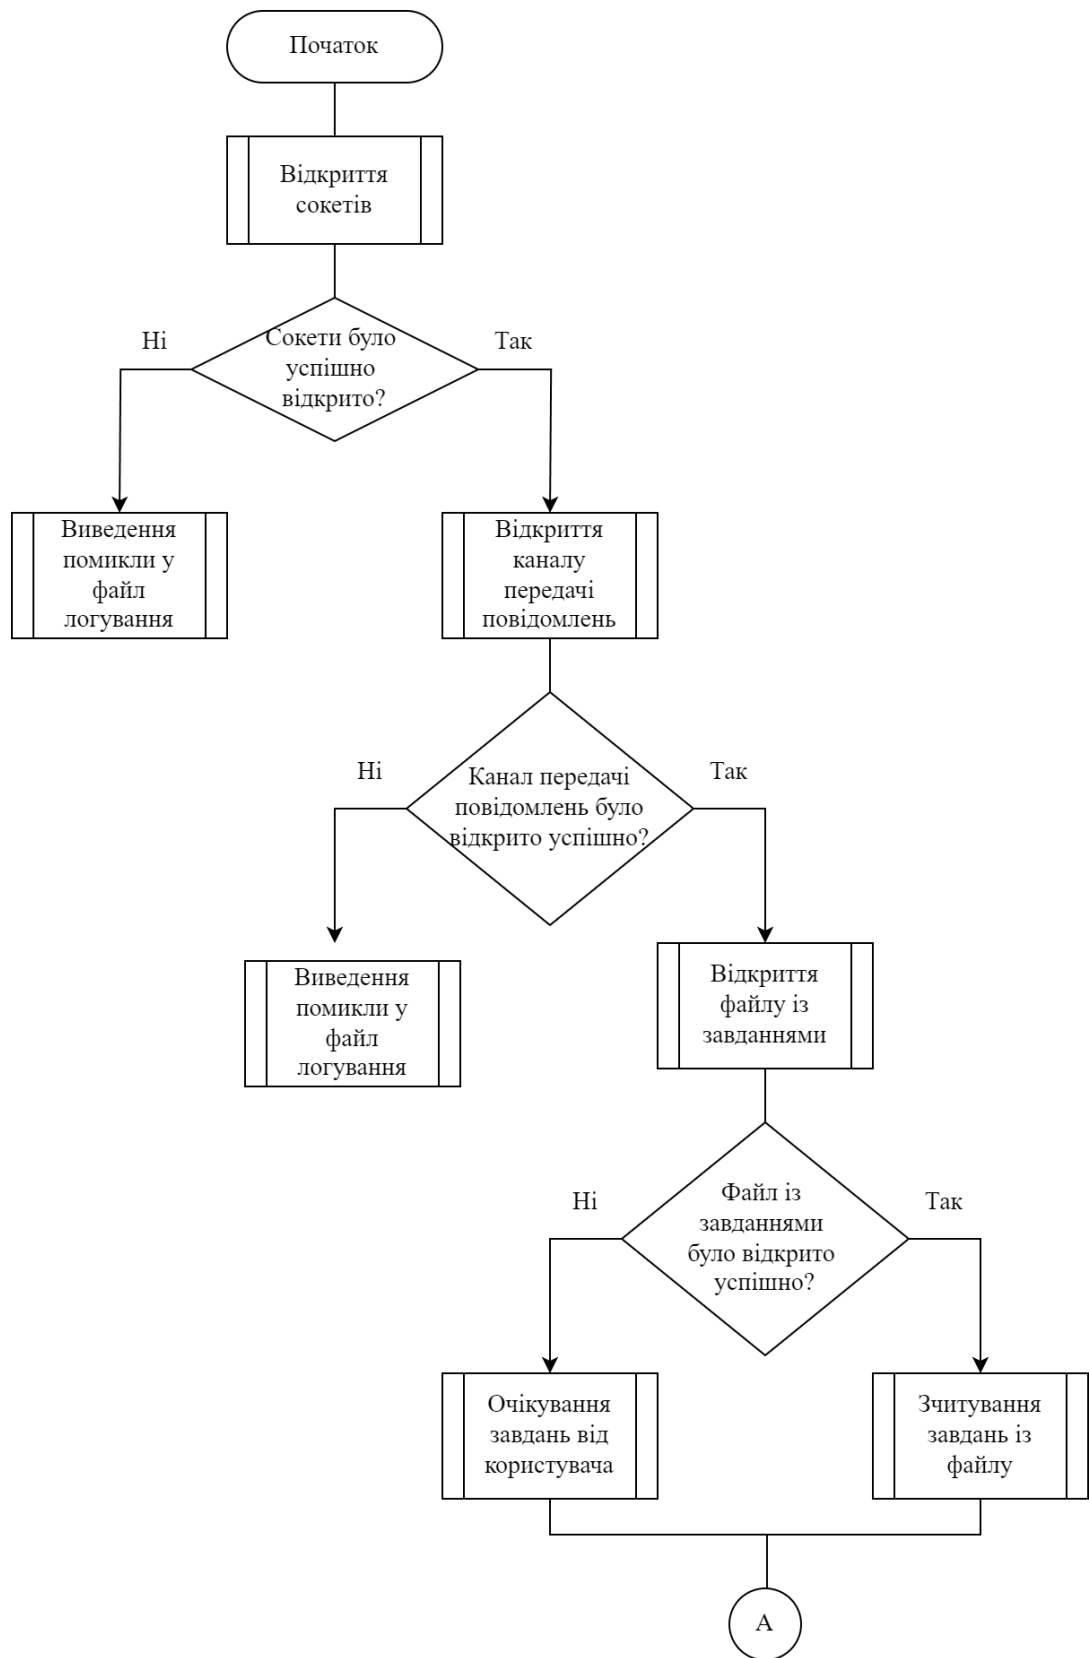 Початок
Відкриття
сокетів
Сокети було
успішно
відкрито?
Ні
Так
Виведення
помикли у
файл
логування
Відкриття
каналу
передачі
повідомлень
Канал передачі
повідомлень було
відкрито успішно?
Ні
Так
Виведення
помикли у
файл
логування
Відкриття
файлу із
завданнями
Файл із
завданнями
було відкрито
успішно?
Ні
Так
Очікування
завдань від
користувача
Зчитування
завдань із
файлу
А